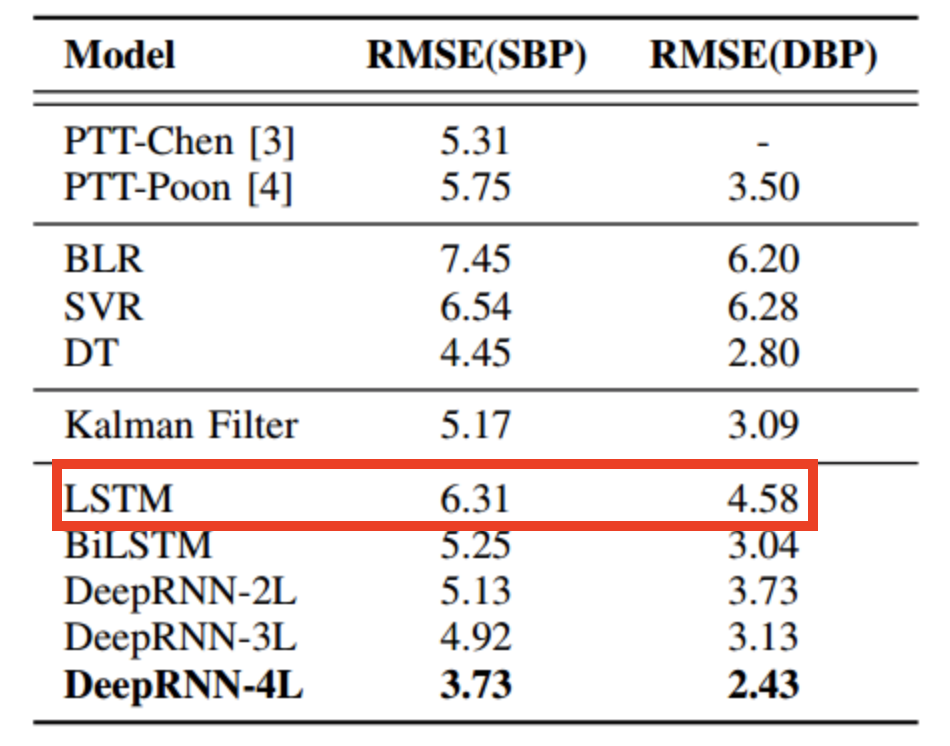 Model RMSE(SBP) RMSE(DBP)
PTT-Chen [3] 5.31 -
PTT-Poon [4] 5.75 3.50
BLR 7.45 6.20
SVR 6.54 6.28
DT 4.45 2.80
Kalman Filter 5.17 3.09
LSTM 6.31 4.58
BiLSTM 5.25 3.04
DeepRNN-2L 5.13 3.73
DeepRNN-3L 4.92 3.13
DeepRNN-4L 3.73 2.43